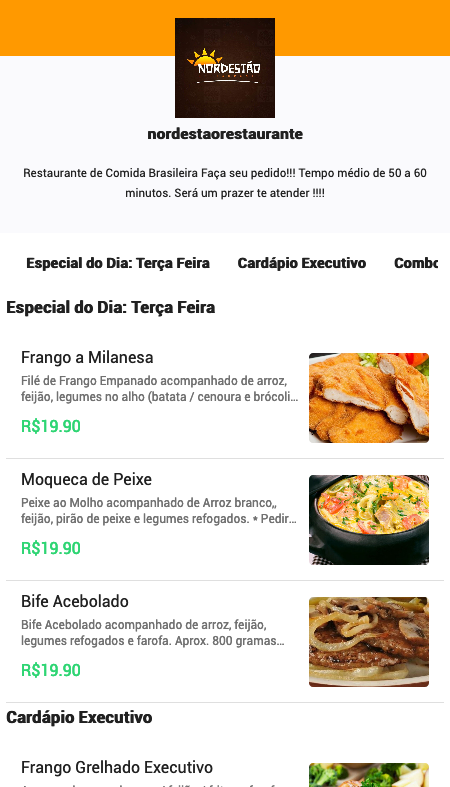 NORDESTÃO
nordestaorestaurante
Restaurante de Comida Brasileira Faça seu pedido!!! Tempo médio de 50 a 60
minutos. Será um prazer te atender !!!!
Especial do Dia: Terça Feira Cardápio Executivo Combo
Especial do Dia: Terça Feira
Frango a Milanesa
Filé de Frango Empanado acompanhado de arroz,
feijão, legumes no alho (batata / cenoura e brócoli…
R$19.90
Moqueca de Peixe
Peixe ao Molho acompanhado de Arroz branco,,
feijão, pirão de peixe e legumes refogados. * Pedir…
R$19.90
Bife Acebolado
Bife Acebolado acompanhado de arroz, feijão,
legumes refogados e farofa. Aprox. 800 gramas…
R$19.90
Cardápio Executivo
Frango Grelhado Executivo